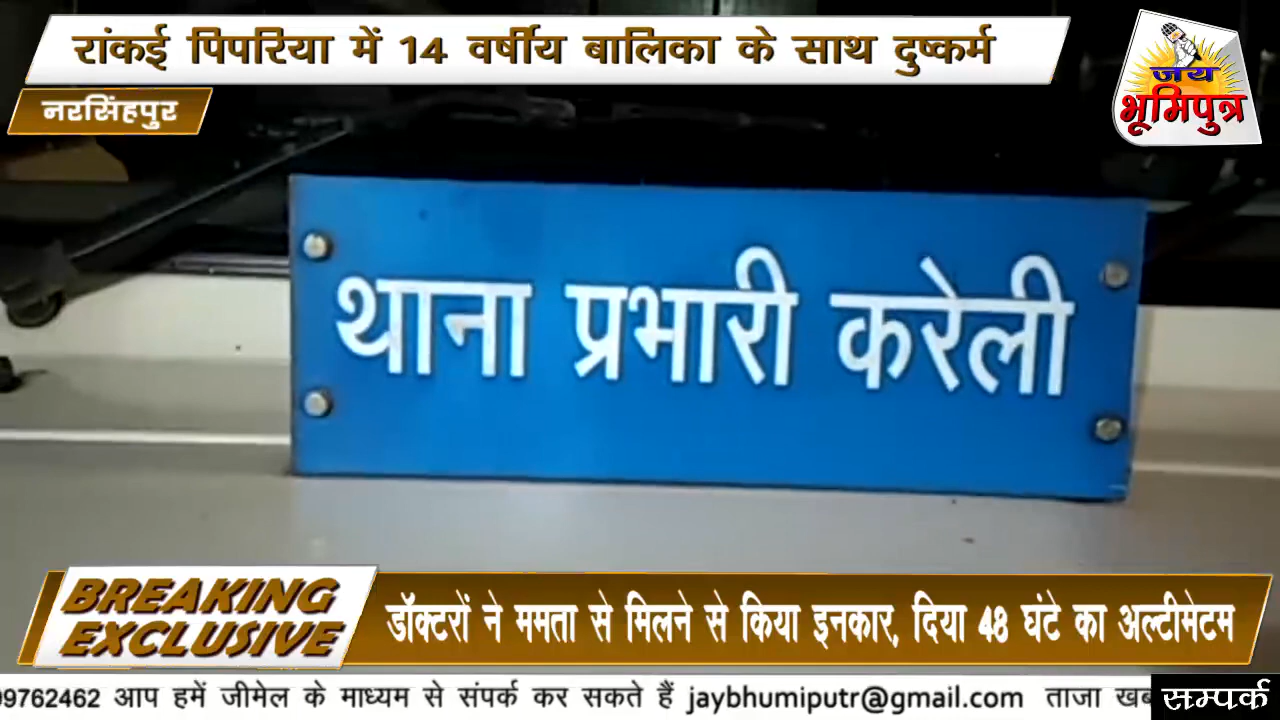 रांकई पिपरिया में 14 वर्षीय बालिका के साथ दुष्कर्म
जय
भूमिपुत्र
नरसिंहपुर
थाना प्रभारी करेली
BREAKING
EXCLUSIVE
डॉक्टरों ने ममता से मिलने से किया इनकार, दिया 48 घंटे का अल्टीमेटम
99762462 आप हमें जीमेल के माध्यम से संपर्क कर सकते हैं jaybhumiputr@gmail.com ताजा
सम्पर्क